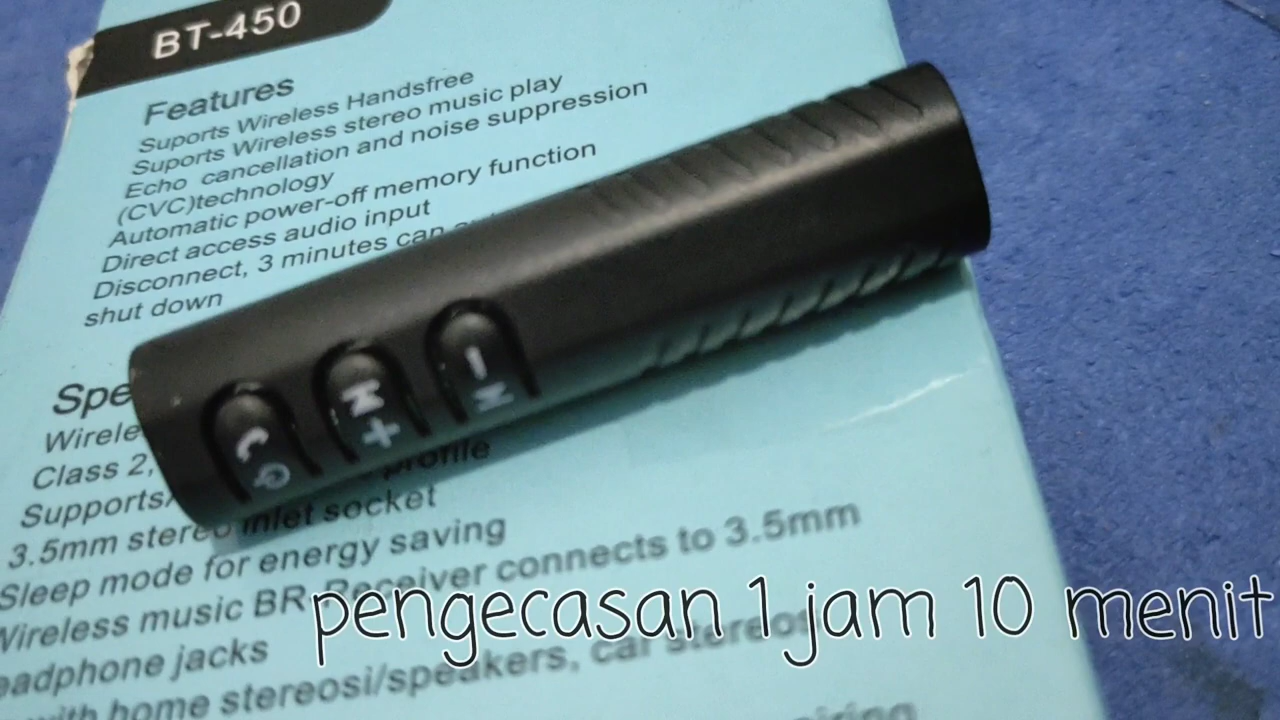 BT-450
Features
Suports Wireless Handsfree
Suports Wireless stereo music play
Echo cancellation and noise suppression
(CVC)technology
Automatic power-off memory function
Direct access audio input
Disconnect, 3 minutes can
shut down
Spe
Wirele
Class 2, profile
Supports/
3.5mm stereo inlet socket
Sleep mode for energy saving
Wireless music BR-Receiver connects to 3.5mm
eadphone jacks
with home stereosi/speakers, car stereos
M+
M-
pengecasan 1 jam 10 menit